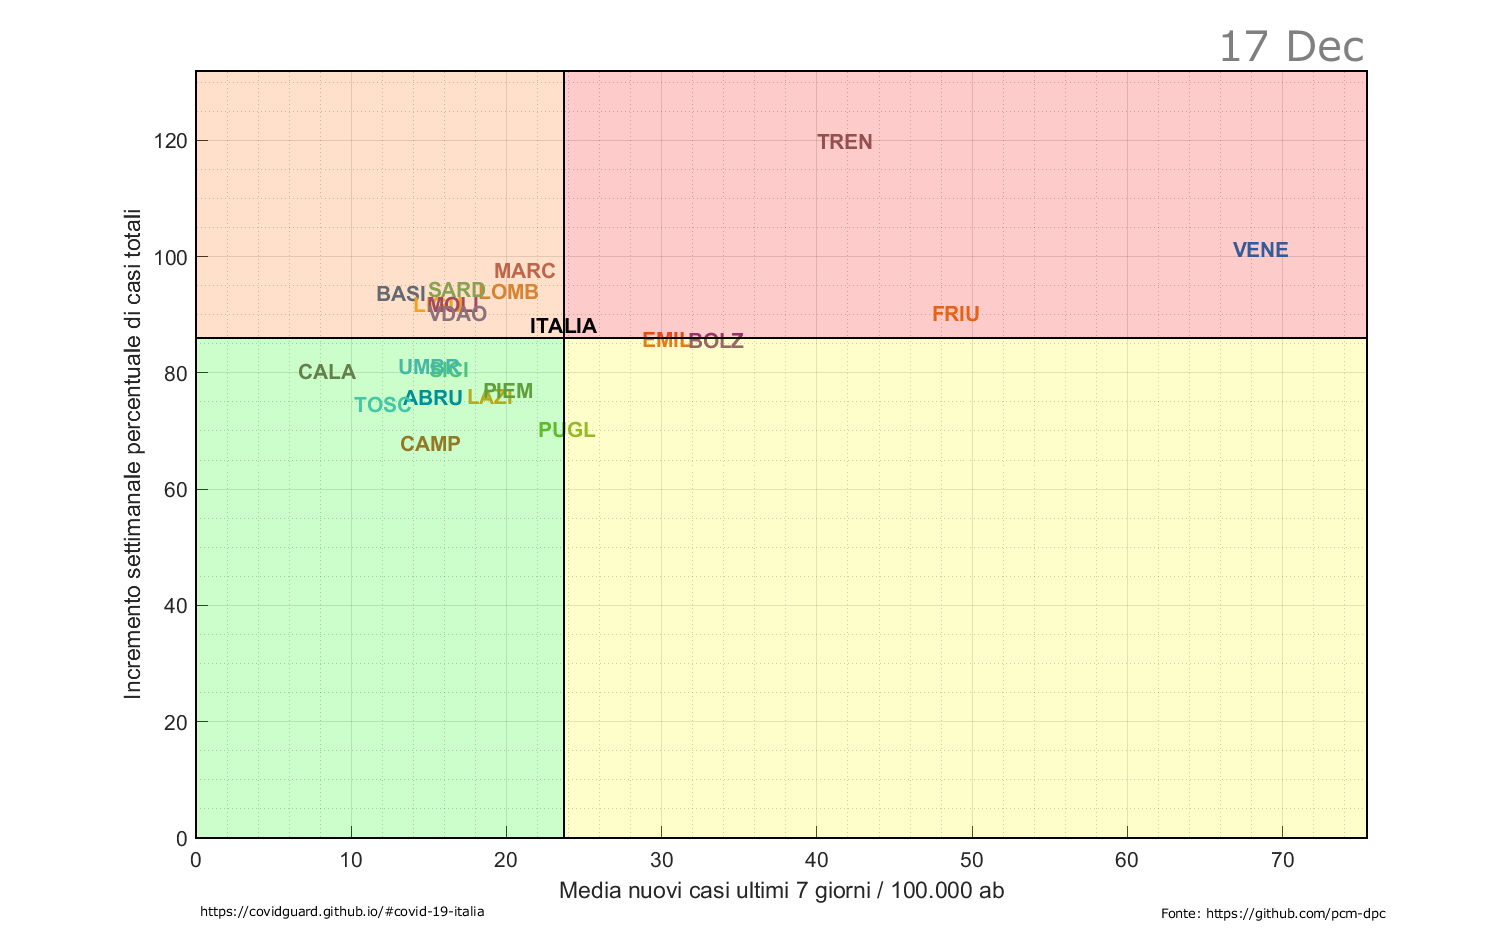 17 Dec
120
100
80
60
40
20
0
Incremento settimanale percentuale di casi totali
TREN
VENE
MARC
SARD
BASI
LOMB
MOLI
VDAO
FRIU
ITALIA
EMIL
BOLZ
UMBR
SICI
CALA
PIEM
LAZI
ABRU
TOSC
PUGL
CAMP
0 10 20 30 40 50 60 70
Media nuovi casi ultimi 7 giorni / 100.000 ab
https://covidguard.github.io/#covid-19-italia
Fonte: https://github.com/pcm-dpc